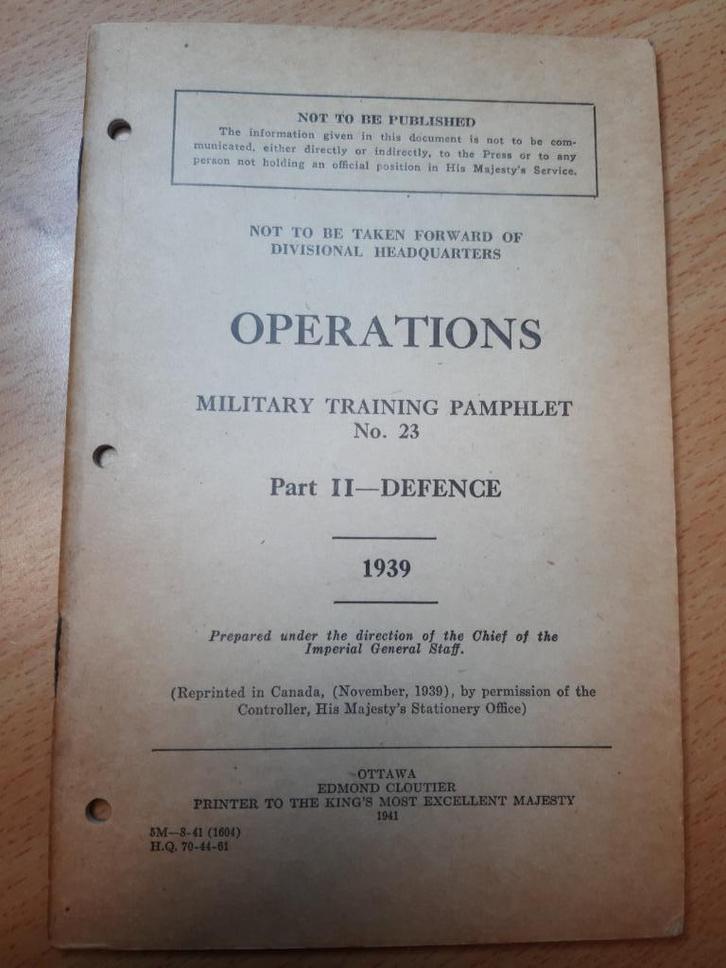 NOT TO BE PUBLISHED
The information given in this document is not to be com-
municated, either directly or indirectly, to the Press or to any
person not holding an official position in His Majesty's Service.
NOT TO BE TAKEN FORWARD OF
DIVISIONAL HEADQUARTERS
OPERATIONS
MILITARY TRAINING PAMPHLET
No. 23
Part II—DEFENCE
1939
Prepared under the direction of the Chief of the
Imperial General Staff.
(Reprinted in Canada, (November, 1939), by permission of the
Controller, His Majesty's Stationery Office)
OTTAWA
EDMOND CLOUTIER
PRINTER TO THE KING'S MOST EXCELLENT MAJESTY
1941
5M—8-41 (1604)
H.Q. 70-44-61